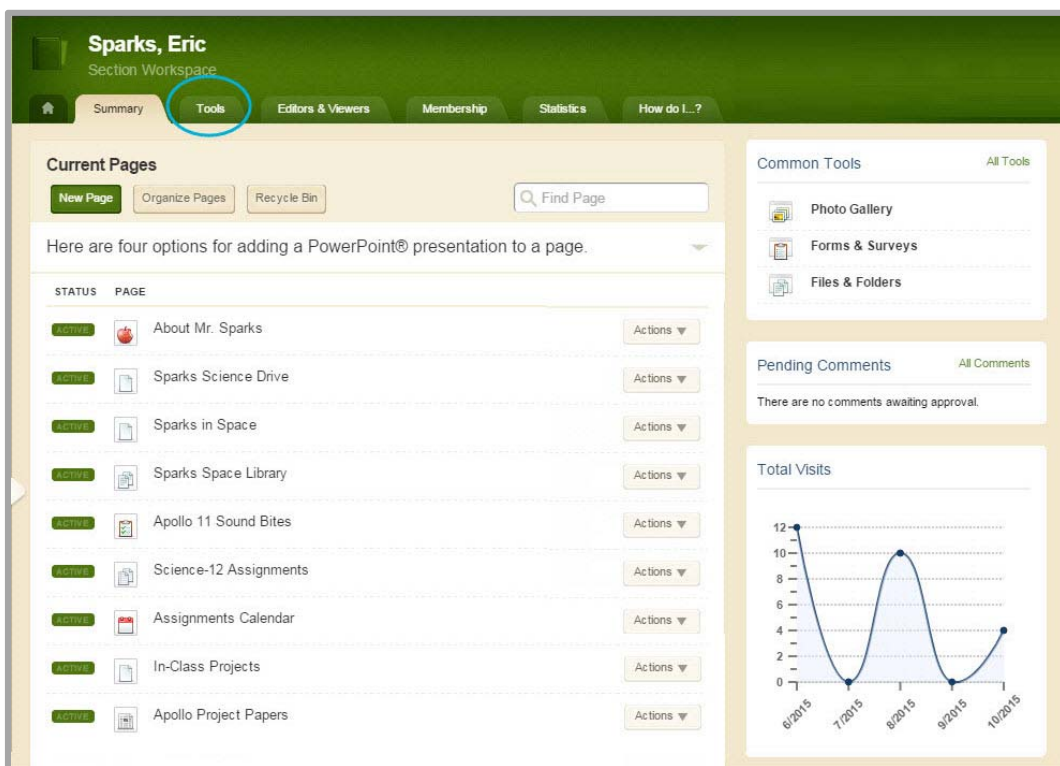 Sparks, Eric
Section Workspace
Summary
Tools
Editors & Viewers
Membership
Statistics
How do I...?
Current Pages
New Page
Organize Pages
Recycle Bin
Find Page
Here are four options for adding a PowerPoint® presentation to a page.
STATUS PAGE
ACTIVE About Mr. Sparks Actions
ACTIVE Sparks Science Drive Actions
ACTIVE Sparks in Space Actions
ACTIVE Sparks Space Library Actions
ACTIVE Apollo 11 Sound Bites Actions
ACTIVE Science-12 Assignments Actions
ACTIVE Assignments Calendar Actions
ACTIVE In-Class Projects Actions
ACTIVE Apollo Project Papers Actions
Common Tools All Tools
Photo Gallery
Forms & Surveys
Files & Folders
Pending Comments All Comments
There are no comments awaiting approval.
Total Visits
12
10
8
6
4
2
0
6/2015 7/2015 8/2015 9/2015 10/2015